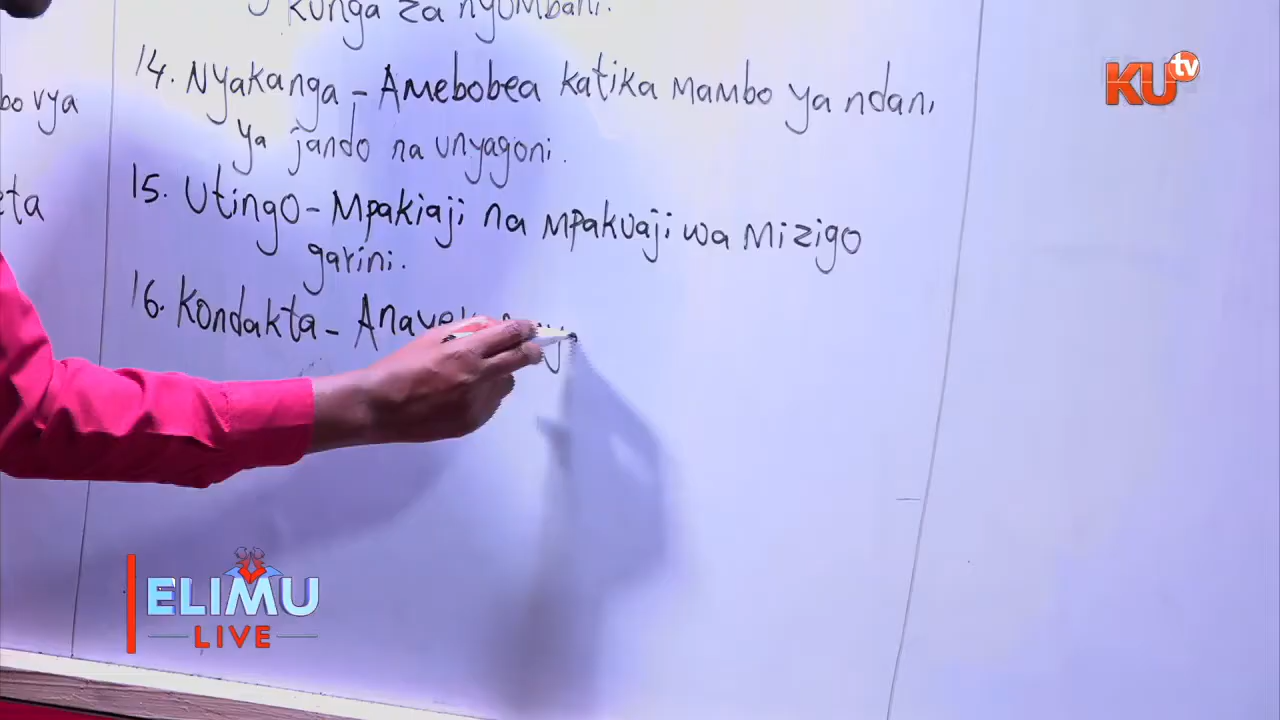 kunga za nyumbani.
14. Nyakanga - Amebobea katika mambo ya ndani
ya jando na unyagoni.
15. Utingo - Mpakiaji na mpakuaji wa mizigo
garini.
16. Kondakta -
KU tv
ELIMU
LIVE